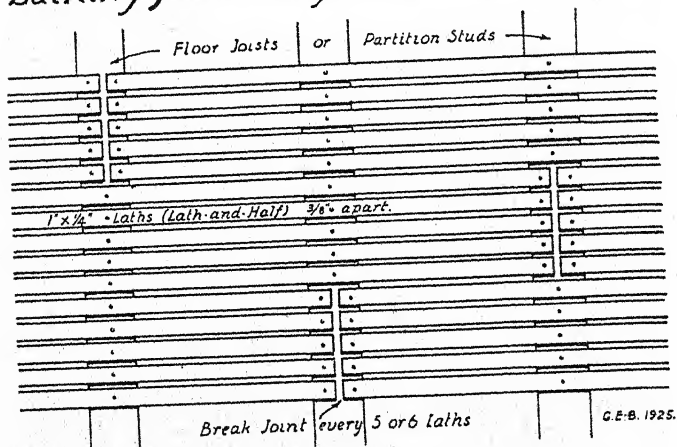 Floor Joists or Partition Studs
1" x ¼" Laths (Lath-and-Half) ⅜" apart.
Break Joint every 5 or 6 laths
G.E.B. 1925.